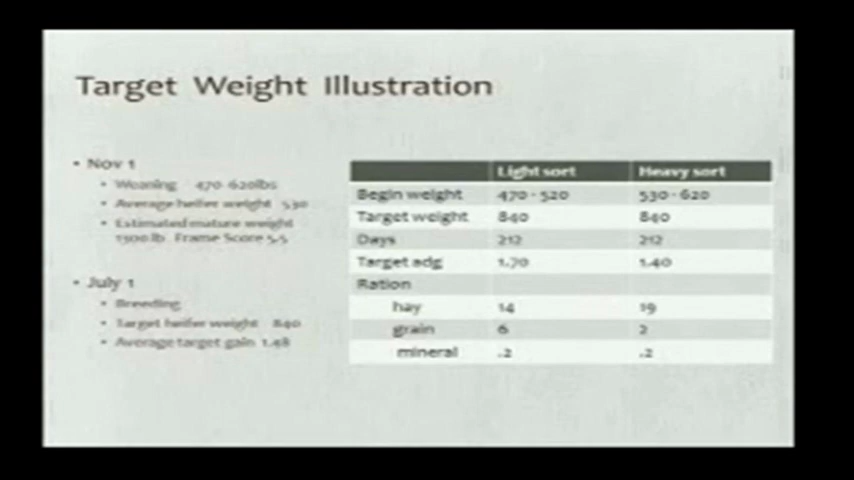 Target Weight Illustration
• Nov 1
• Weaning 470-620lbs
• Average heifer weight 530
• Estimated mature weight
1300 lb Frame Score 5.5
• July 1
• Breeding
• Target heifer weight 840
• Average target gain 1.48
Light sort Heavy sort
Begin weight 470 - 520 530 - 620
Target weight 840 840
Days 212 212
Target adg 1.70 1.40
Ration
hay 14 19
grain 6 2
mineral .2 .2